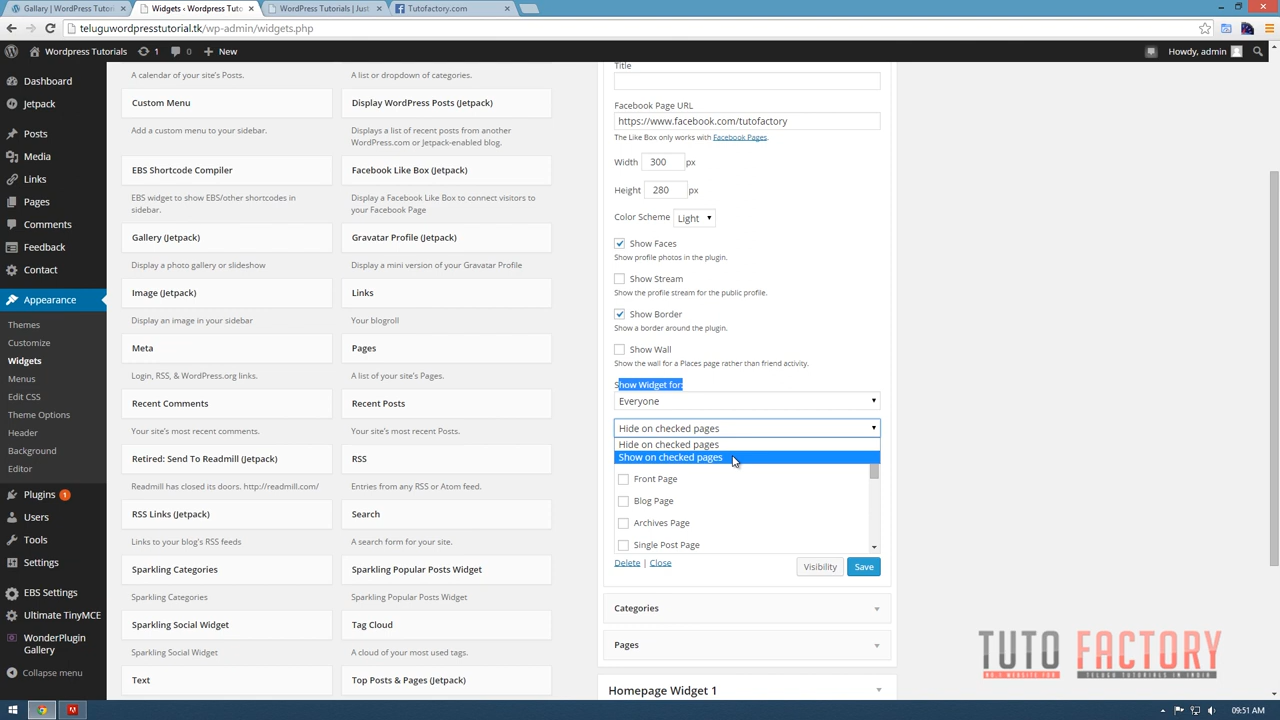 Gallary | Wordpress Tutori
Widgets ‹ Wordpress Tuto
WordPress Tutorials | Just
Tutofactory.com
teluguwordpresstutorial.tk/wp-admin/widgets.php
Wordpress Tutorials
1
0
New
Howdy, admin
Dashboard
Jetpack
Posts
Media
Links
Pages
Comments
Feedback
Contact
Appearance
Themes
Customize
Widgets
Menus
Edit CSS
Theme Options
Header
Background
Editor
Plugins 1
Users
Tools
Settings
EBS Settings
Ultimate TinyMCE
WonderPlugin
Gallery
Collapse menu
A calendar of your site's Posts.
Custom Menu
Add a custom menu to your sidebar.
EBS Shortcode Compiler
EBS widget to show EBS/other shortcodes in
sidebar.
Gallery (Jetpack)
Display a photo gallery or slideshow
Image (Jetpack)
Display an image in your sidebar
Meta
Login, RSS, & WordPress.org links.
Recent Comments
Your site's most recent comments.
Retired: Send To Readmill (Jetpack)
Readmill has closed its doors. http://readmill.com/
RSS Links (Jetpack)
Links to your blog's RSS feeds
Sparkling Categories
Sparkling Categories
Sparkling Social Widget
Sparkling Social Widget
Text
A list or dropdown of categories.
Display WordPress Posts (Jetpack)
Displays a list of recent posts from another
WordPress.com or Jetpack-enabled blog.
Facebook Like Box (Jetpack)
Display a Facebook Like Box to connect visitors to
your Facebook Page
Gravatar Profile (Jetpack)
Display a mini version of your Gravatar Profile
Links
Your blogroll
Pages
A list of your site's Pages.
Recent Posts
Your site's most recent Posts.
RSS
Entries from any RSS or Atom feed.
Search
A search form for your site.
Sparkling Popular Posts Widget
Sparkling Popular Posts Widget
Tag Cloud
A cloud of your most used tags.
Top Posts & Pages (Jetpack)
Title
Facebook Page URL
https://www.facebook.com/tutofactory
The Like Box only works with Facebook Pages.
Width 300 px
Height 280 px
Color Scheme Light
Show Faces
Show profile photos in the plugin.
Show Stream
Show the profile stream for the public profile.
Show Border
Show a border around the plugin.
Show Wall
Show the wall for a Places page rather than friend activity.
Show Widget for:
Everyone
Hide on checked pages
Hide on checked pages
Show on checked pages
Front Page
Blog Page
Archives Page
Single Post Page
Delete | Close
Visibility
Save
Categories
Pages
Homepage Widget 1
TUTO FACTORY
NO.1 WEBSITE FOR TELUGU TUTORIALS IN INDIA
09:51 AM